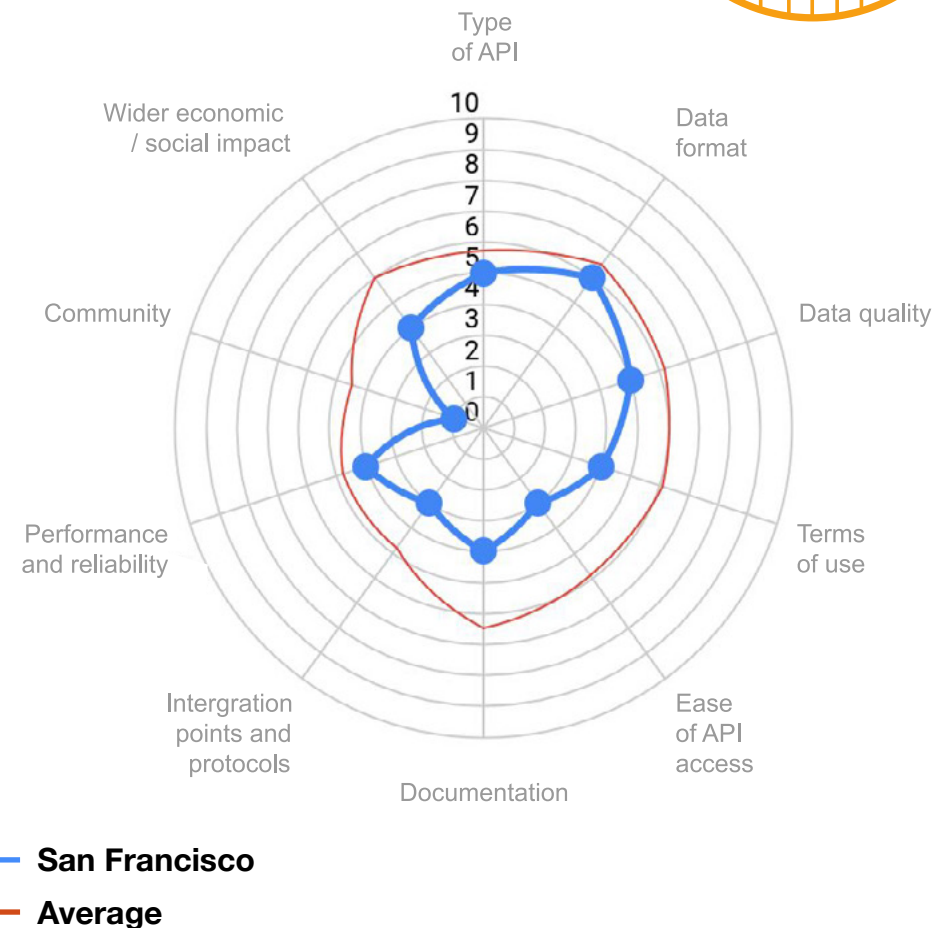 Type
of API
Wider economic
/ social impact
Data
format
10
9
8
7
6
5
4
3
2
1
0
Community
Data quality
Performance
and reliability
Terms
of use
Intergration
points and
protocols
Ease
of API
access
Documentation
San Francisco
Average